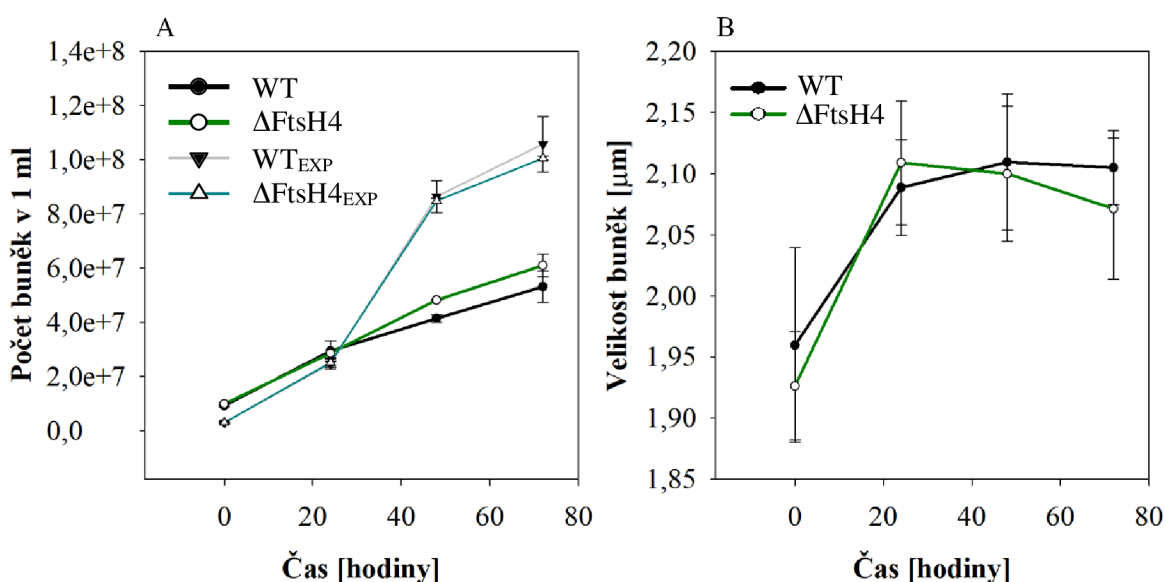 A
Počet buněk v 1 ml
1,4e+8
1,2e+8
1,0e+8
8,0e+7
6,0e+7
4,0e+7
2,0e+7
0,0
WT
ΔFtsH4
WT_EXP
ΔFtsH4_EXP
0 20 40 60 80
Čas [hodiny]
B
Velikost buněk [µm]
2,20
2,15
2,10
2,05
2,00
1,95
1,90
1,85
WT
ΔFtsH4
0 20 40 60 80
Čas [hodiny]